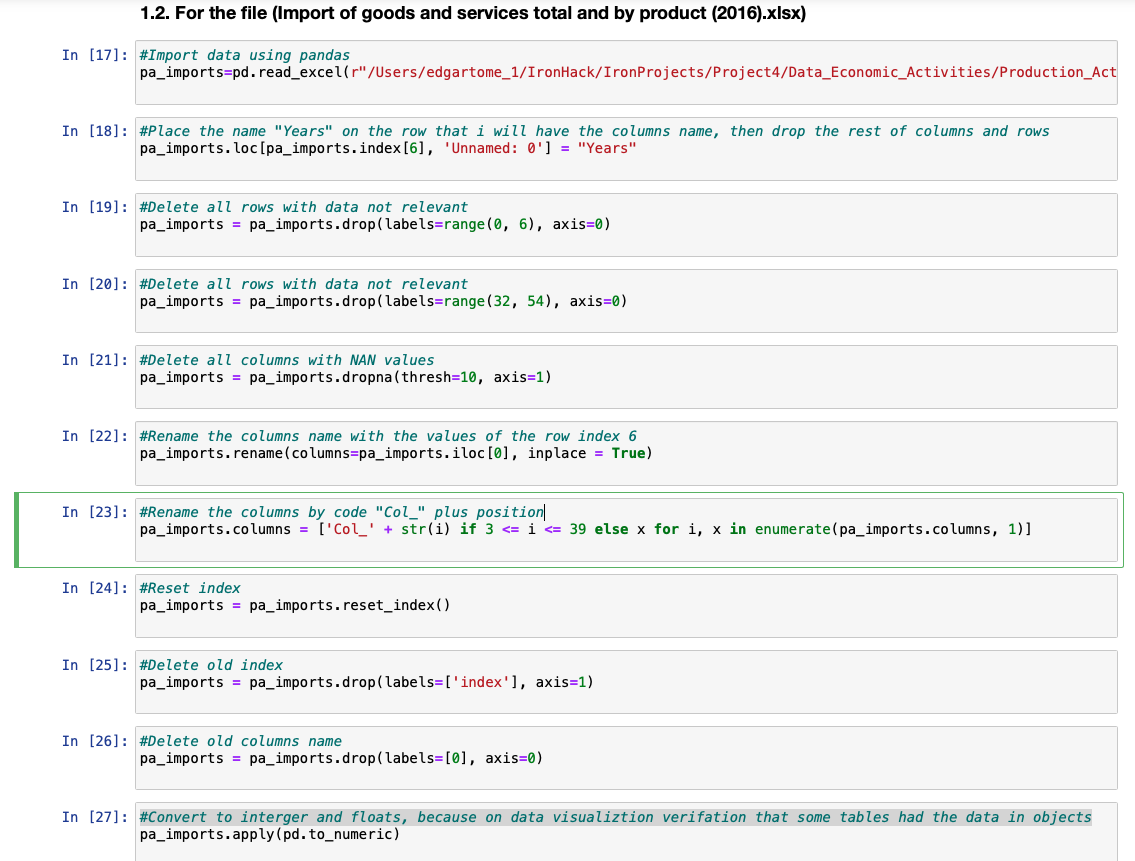 1.2. For the file (Import of goods and services total and by product (2016).xlsx)
In [17]: #Import data using pandas
pa_imports=pd.read_excel(r"/Users/edgartome_1/IronHack/IronProjects/Project4/Data_Economic_Activities/Production_Act
In [18]: #Place the name "Years" on the row that i will have the columns name, then drop the rest of columns and rows
pa_imports.loc[pa_imports.index[6], 'Unnamed: 0'] = "Years"
In [19]: #Delete all rows with data not relevant
pa_imports = pa_imports.drop(labels=range(0, 6), axis=0)
In [20]: #Delete all rows with data not relevant
pa_imports = pa_imports.drop(labels=range(32, 54), axis=0)
In [21]: #Delete all columns with NAN values
pa_imports = pa_imports.dropna(thresh=10, axis=1)
In [22]: #Rename the columns name with the values of the row index 6
pa_imports.rename(columns=pa_imports.iloc[0], inplace = True)
In [23]: #Rename the columns by code "Col_" plus position
pa_imports.columns = ['Col_' + str(i) if 3 <= i <= 39 else x for i, x in enumerate(pa_imports.columns, 1)]
In [24]: #Reset index
pa_imports = pa_imports.reset_index()
In [25]: #Delete old index
pa_imports = pa_imports.drop(labels=['index'], axis=1)
In [26]: #Delete old columns name
pa_imports = pa_imports.drop(labels=[0], axis=0)
In [27]: #Convert to interger and floats, because on data visualiztion verifation that some tables had the data in objects
pa_imports.apply(pd.to_numeric)